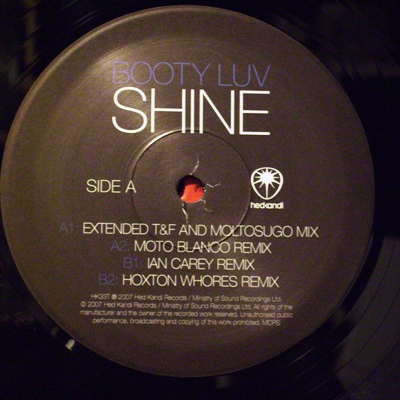 BOOTY LUV
SHINE
SIDE A
hedkandi
A1: EXTENDED T&F AND MOLTOSUGO MIX
A2: MOTO BLANCO REMIX
B1: IAN CAREY REMIX
B2: HOXTON WHORES REMIX
HK33T ℗ 2007 Hed Kandi Records / Ministry of Sound Recordings Ltd.
© 2007 Hed Kandi Records / Ministry of Sound Recordings Ltd. All rights of the
manufacturer and the owner of the recorded work reserved. Unauthorised public
performance, broadcasting and copying of this work prohibited. MCPS